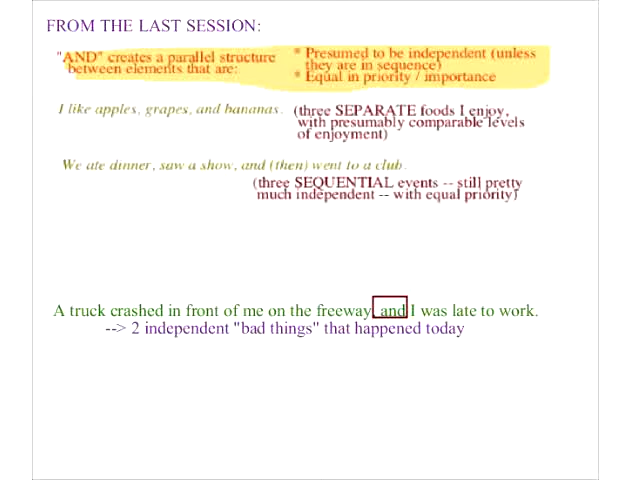 FROM THE LAST SESSION:
"AND" creates a parallel structure
between elements that are:
* Presumed to be independent (unless
they are in sequence)
* Equal in priority / importance
I like apples, grapes, and bananas.
(three SEPARATE foods I enjoy,
with presumably comparable levels
of enjoyment)
We ate dinner, saw a show, and (then) went to a club.
(three SEQUENTIAL events -- still pretty
much independent -- with equal priority)
A truck crashed in front of me on the freeway, and I was late to work.
--> 2 independent "bad things" that happened today